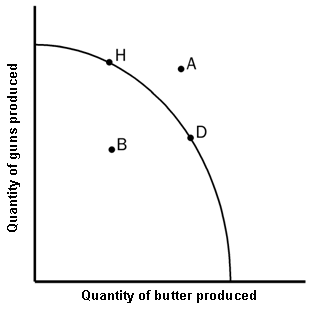 H
A
D
B
Quantity of guns produced
Quantity of butter produced